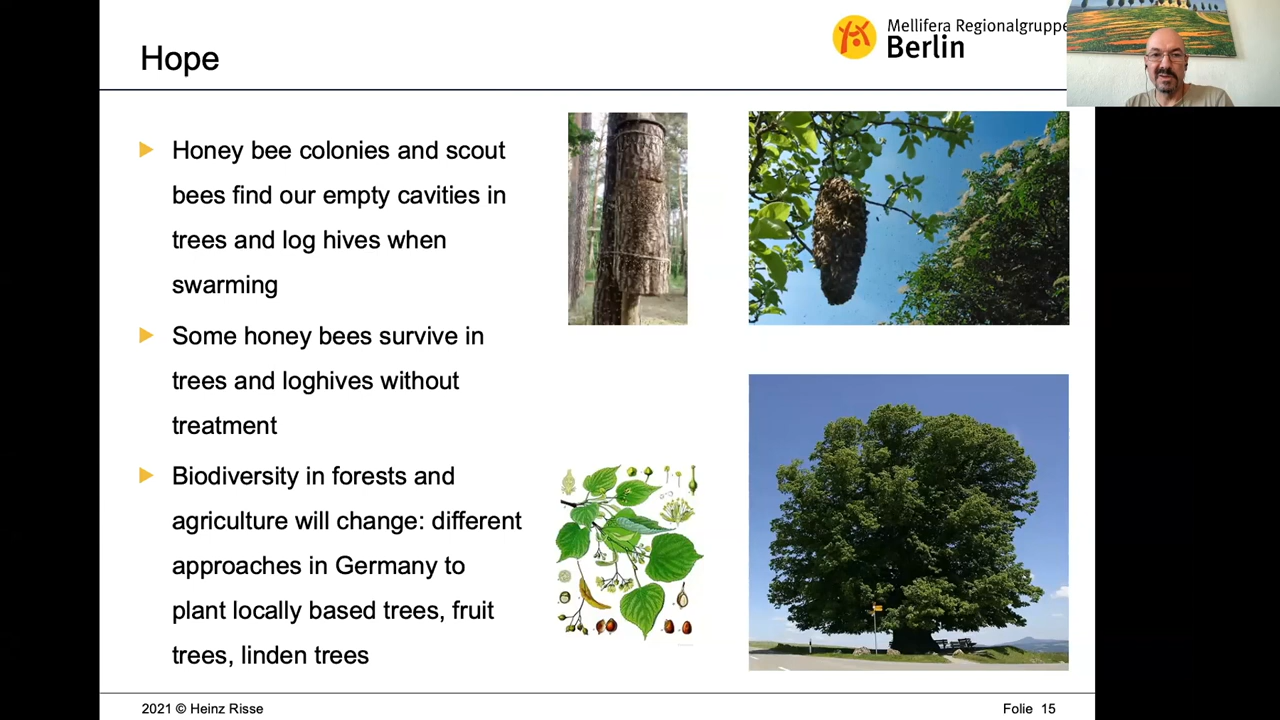 Hope
Mellifera Regionalgruppe
Berlin
Honey bee colonies and scout
bees find our empty cavities in
trees and log hives when
swarming
Some honey bees survive in
trees and loghives without
treatment
Biodiversity in forests and
agriculture will change: different
approaches in Germany to
plant locally based trees, fruit
trees, linden trees
2021 © Heinz Risse
Folie 15